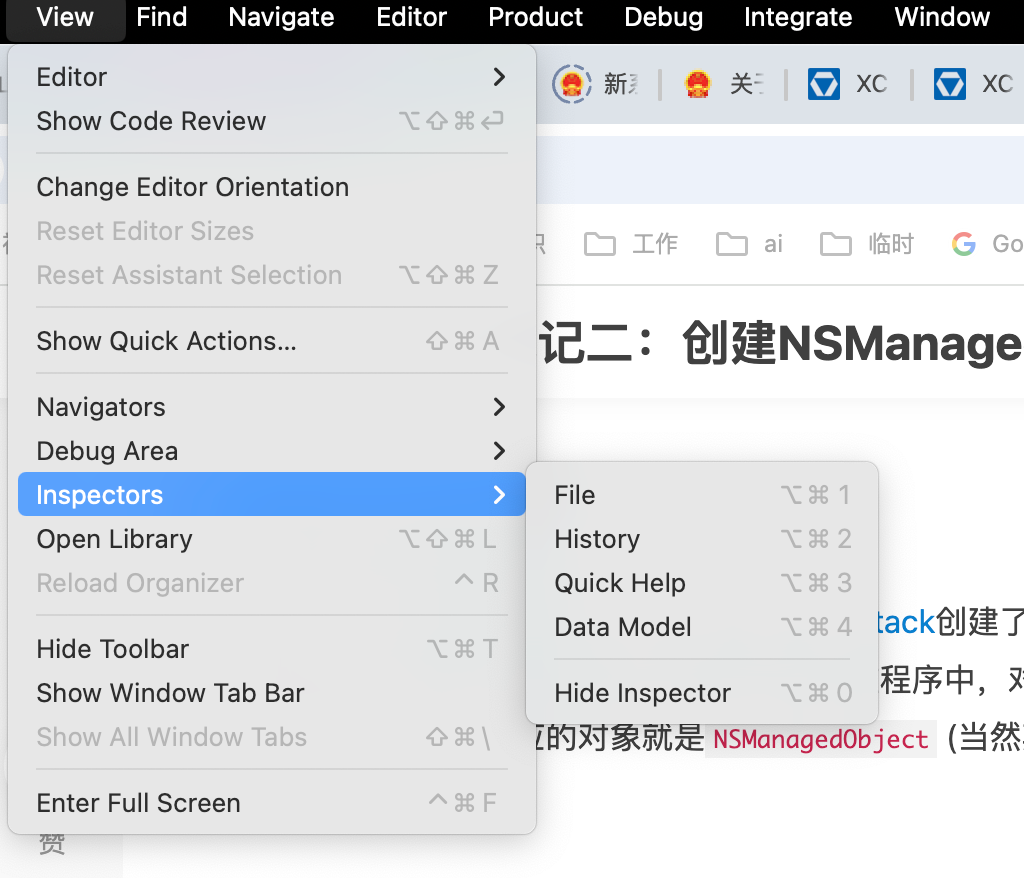 View Find Navigate Editor Product Debug Integrate Window
Editor
Show Code Review ⌥⇧⌘↩
Change Editor Orientation
Reset Editor Sizes
Reset Assistant Selection ⌥⇧⌘Z
Show Quick Actions... ⇧⌘A
Navigators
Debug Area
Inspectors
Open Library ⌥⇧⌘L
Reload Organizer ^R
Hide Toolbar ⌥⌘T
Show Window Tab Bar
Show All Window Tabs ⇧⌘\
Enter Full Screen ^⌘F
File ⌥⌘1
History ⌥⌘2
Quick Help ⌥⌘3
Data Model ⌥⌘4
Hide Inspector ⌥⌘0
新 关 XC XC
工作 ai 临时 Go
记二：创建NSManage
tack创建了
程序中，对
的对象就是 NSManagedObject (当然
赞